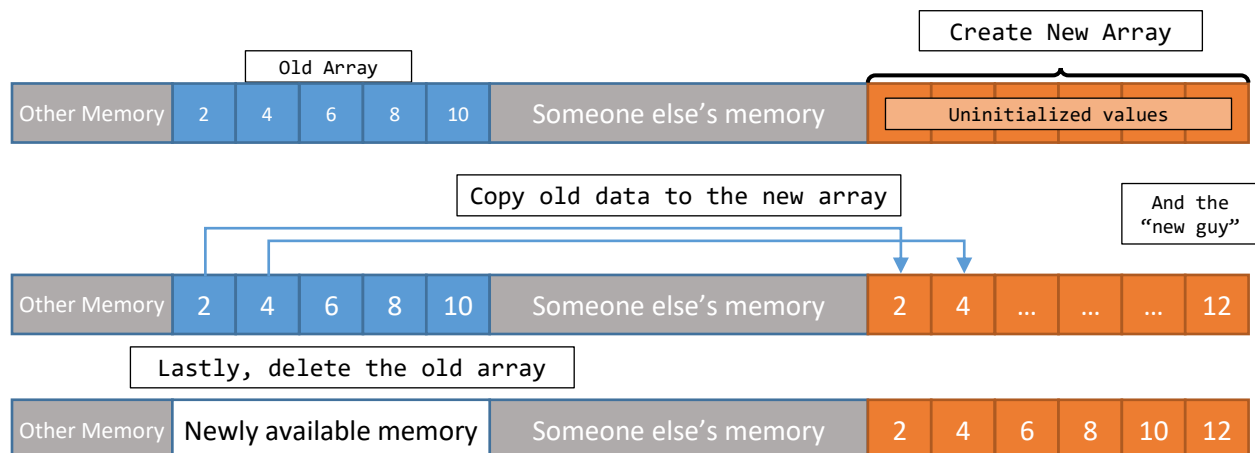 Create New Array
Old Array
Other Memory 2 4 6 8 10 Someone else’s memory Uninitialized values
Copy old data to the new array
And the
“new guy”
Other Memory 2 4 6 8 10 Someone else’s memory 2 4 ... ... ... 12
Lastly, delete the old array
Other Memory Newly available memory Someone else’s memory 2 4 6 8 10 12